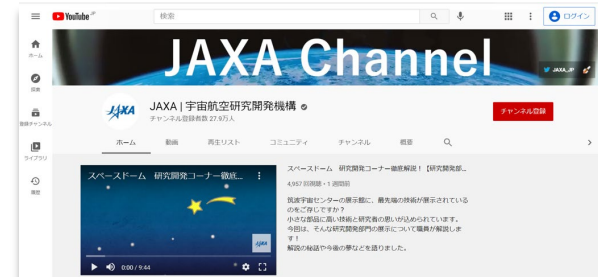 YouTube JP
検索
ログイン
JAXA Channel
JAXA_JP
ホーム
探索
登録チャンネル
ライブラリ
履歴
JAXA
JAXA | 宇宙航空研究開発機構
チャンネル登録者数 27.9万人
チャンネル登録
ホーム 動画 再生リスト コミュニティ チャンネル 概要
スペースドーム 研究開発コーナー徹底...
JAXA
0:00 / 9:44
スペースドーム 研究開発コーナー徹底解説！【研究開発部...
4,957 回視聴・1 週間前
筑波宇宙センターの展示館に、最先端の技術が展示されている
のをご存じですか？
小さな部品に高い技術と研究者の思いが込められています。
今回は、そんな研究開発部門の展示について職員が解説しま
す！
解説の秘話や今後の夢などを語りました。